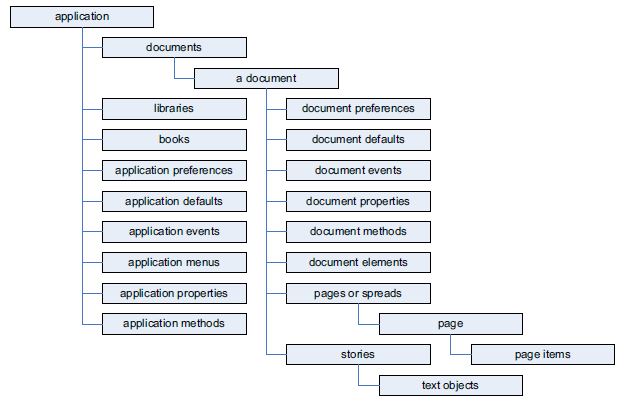 application
documents
a document
libraries
document preferences
books
document defaults
application preferences
document events
application defaults
document properties
application events
document methods
application menus
document elements
application properties
pages or spreads
application methods
page
stories
page items
text objects